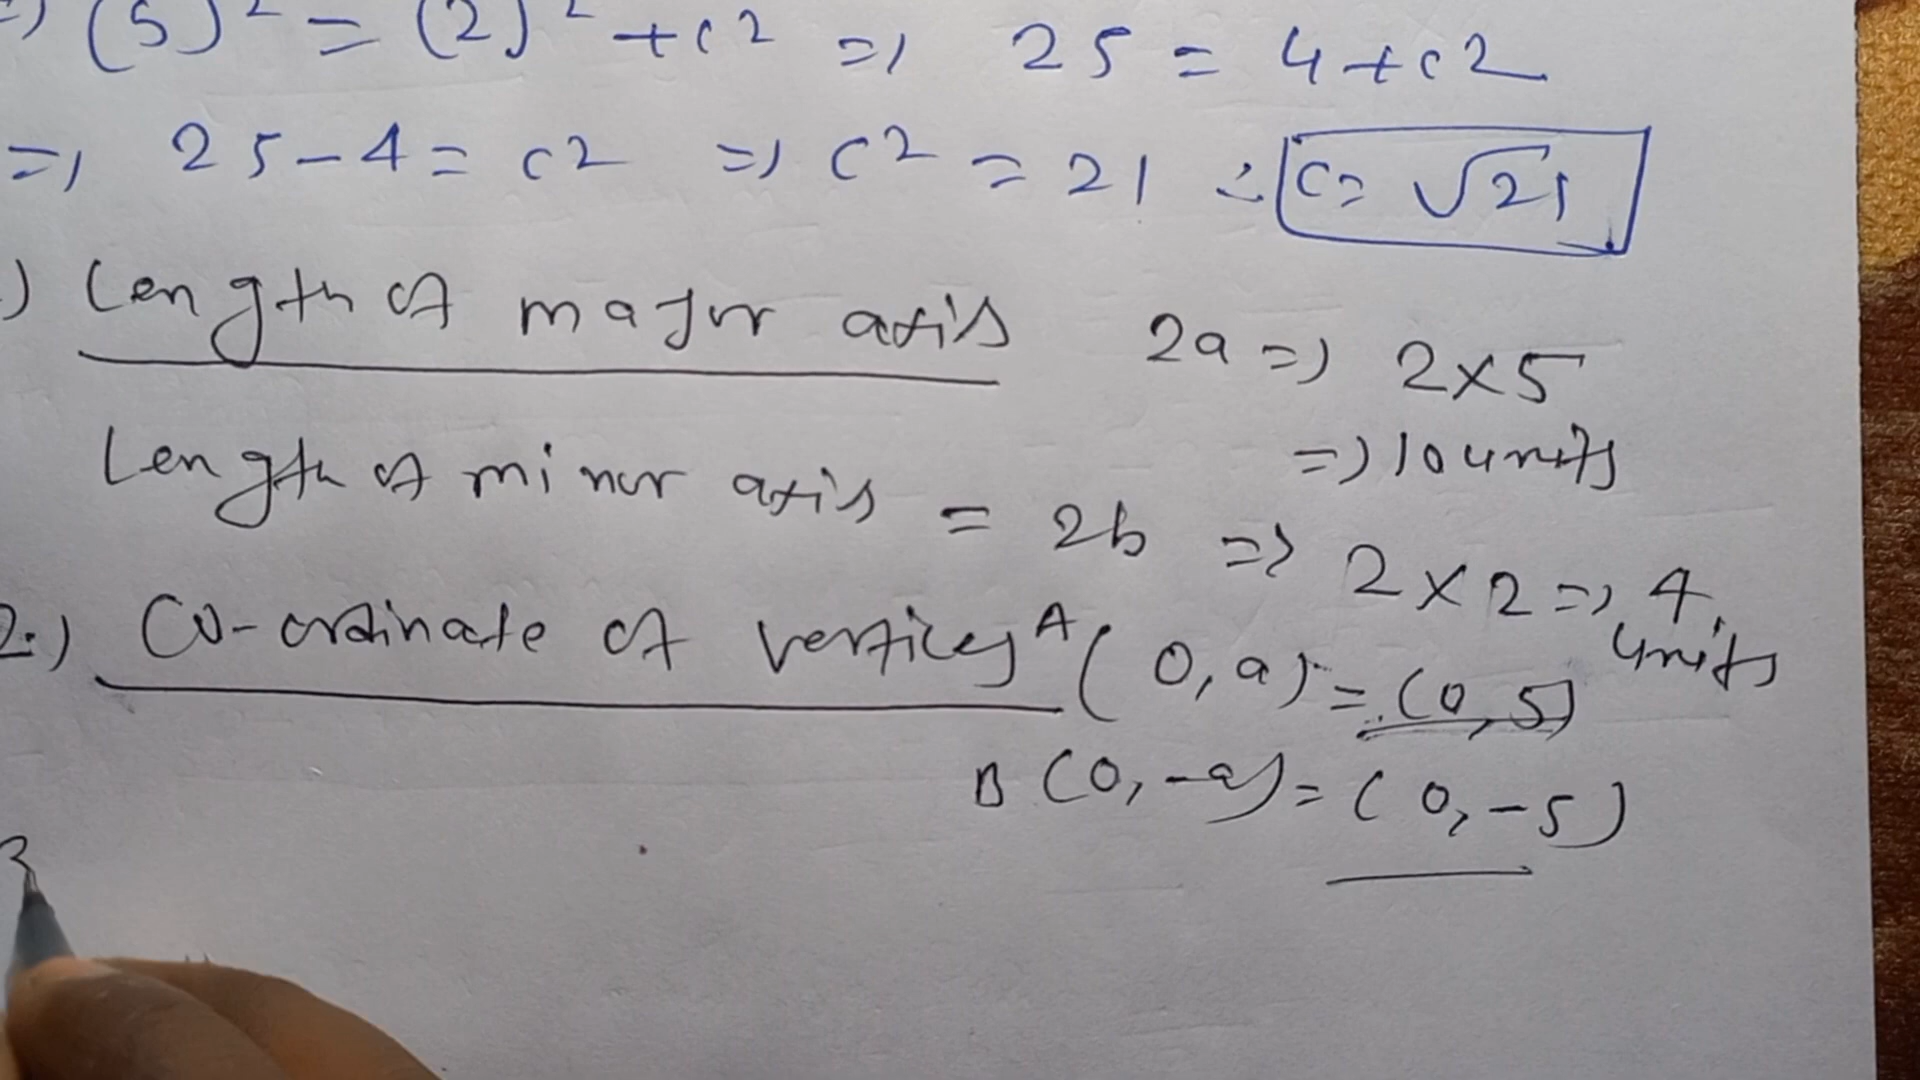 =) (5)² = (2)² + c2 => 25 = 4 + c2
=> 25 - 4 = c2 => c2 = 21 ∴ c = √21
.) Length of major axis 2a => 2×5
=> 10 units
Length of minor axis = 2b => 2×2 => 4 units
2.) Co-ordinate of vertices A (0, a) = (0, 5)
B (0, -a) = (0, -5)
3